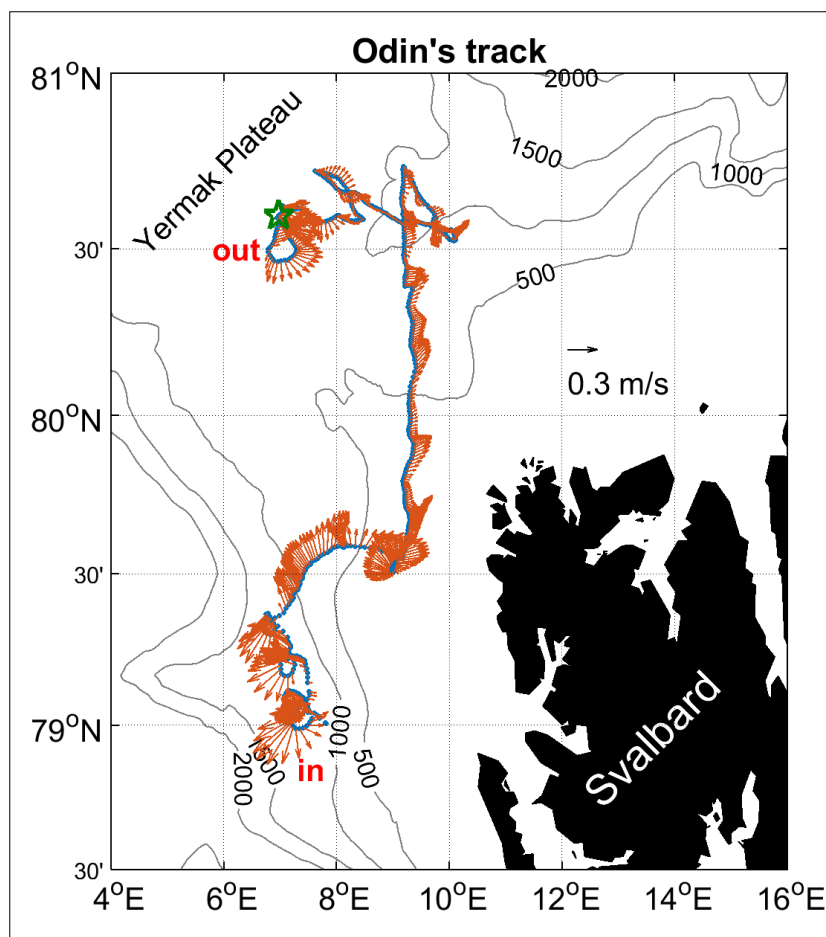 Odin's track
81°N
2000
1500
1000
Yermak Plateau
out
30'
500
0.3 m/s
80°N
30'
79°N
1000
500
1500
2000
in
Svalbard
30'
4°E
6°E
8°E
10°E
12°E
14°E
16°E